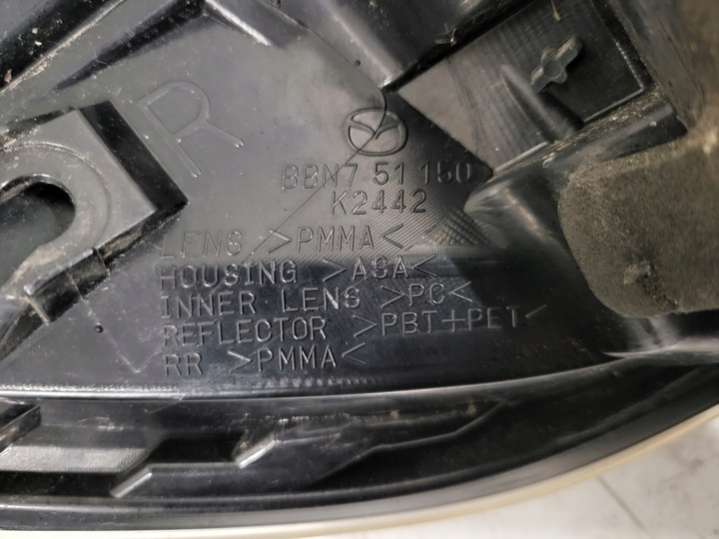 R
BBN7 51 150
K2442
LENS >PMMA<
HOUSING >ASA<
INNER LENS >PC<
REFLECTOR >PBT+PET<
RR >PMMA<